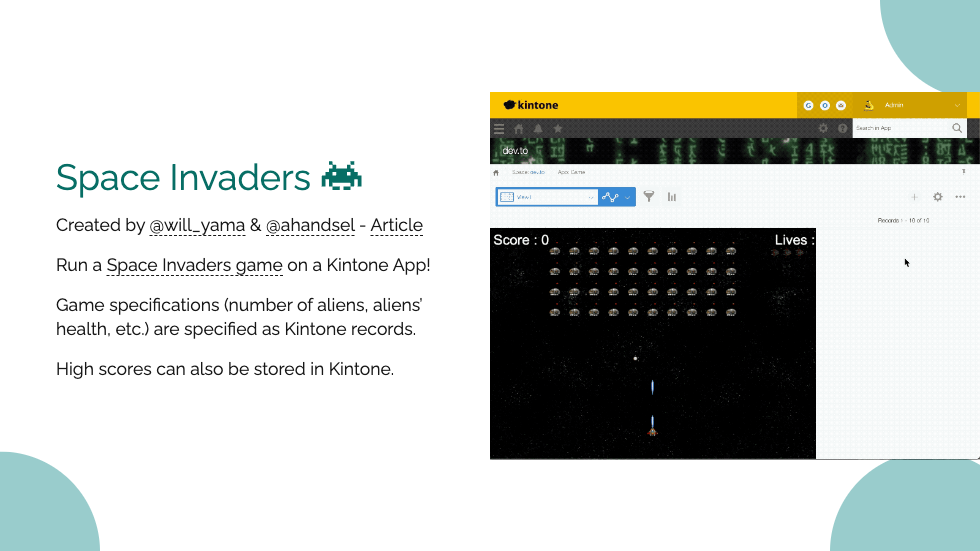 Space Invaders
Created by @will_yama & @ahandsel - Article
Run a Space Invaders game on a Kintone App!
Game specifications (number of aliens, aliens’
health, etc.) are specified as Kintone records.
High scores can also be stored in Kintone.
kintone
Admin
Search in App
dev.to
Space: dev.to App: Game
View1
Records 1 - 10 of 10
Score : 0 Lives :